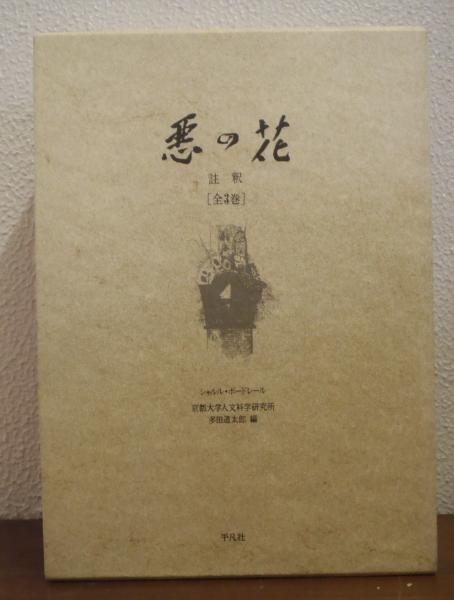 悪の花
註釈
[全3巻]
シャルル・ボードレール
京都大学人文科学研究所
多田道太郎 編
平凡社